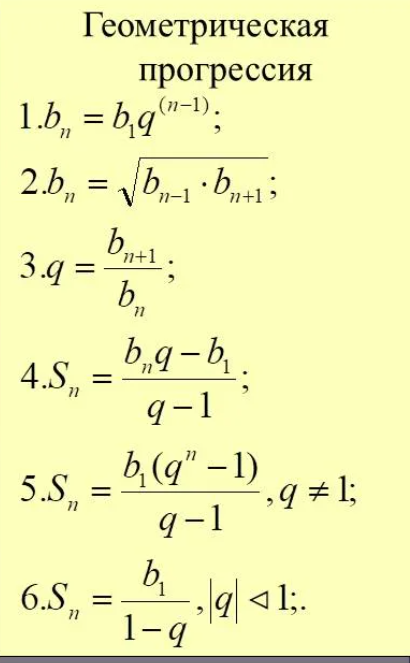 Геометрическая
прогрессия
1.bₙ = b₁q⁽ⁿ⁻¹⁾;
2.bₙ = √(bₙ₋₁ · bₙ₊₁);
3.q = bₙ₊₁ / bₙ;
4.Sₙ = (bₙq − b₁) / (q − 1);
5.Sₙ = b₁(qⁿ − 1) / (q − 1), q ≠ 1;
6.Sₙ = b₁ / (1 − q), |q| ⊲ 1;.